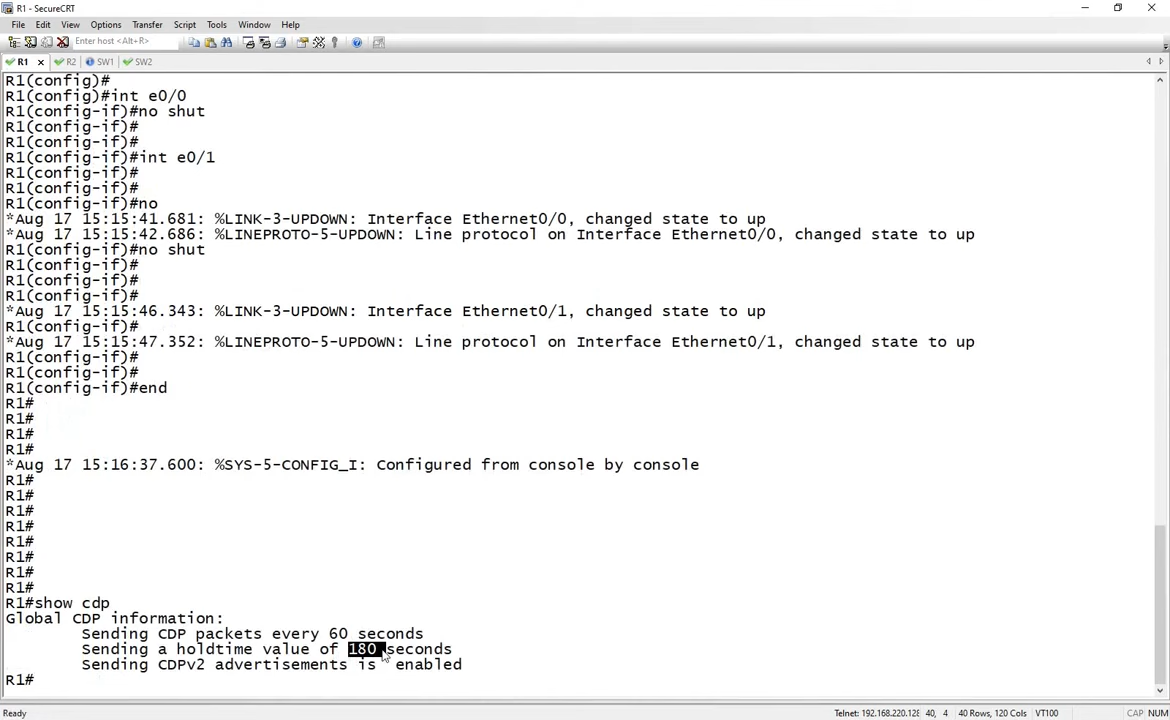 R1 - SecureCRT
File Edit View Options Transfer Script Tools Window Help
Enter host <Alt+R>
R1 R2 SW1 SW2
R1(config)#
R1(config)#int e0/0
R1(config-if)#no shut
R1(config-if)#
R1(config-if)#
R1(config-if)#int e0/1
R1(config-if)#
R1(config-if)#
R1(config-if)#no
*Aug 17 15:15:41.681: %LINK-3-UPDOWN: Interface Ethernet0/0, changed state to up
*Aug 17 15:15:42.686: %LINEPROTO-5-UPDOWN: Line protocol on Interface Ethernet0/0, changed state to up
R1(config-if)#no shut
R1(config-if)#
R1(config-if)#
R1(config-if)#
*Aug 17 15:15:46.343: %LINK-3-UPDOWN: Interface Ethernet0/1, changed state to up
R1(config-if)#
*Aug 17 15:15:47.352: %LINEPROTO-5-UPDOWN: Line protocol on Interface Ethernet0/1, changed state to up
R1(config-if)#
R1(config-if)#
R1(config-if)#end
R1#
R1#
R1#
R1#
*Aug 17 15:16:37.600: %SYS-5-CONFIG_I: Configured from console by console
R1#
R1#
R1#
R1#
R1#
R1#
R1#
R1#
R1#show cdp
Global CDP information:
Sending CDP packets every 60 seconds
Sending a holdtime value of 180 seconds
Sending CDPv2 advertisements is enabled
R1#
Ready Telnet: 192.168.220.128 40, 4 40 Rows, 120 Cols VT100 CAP NUM